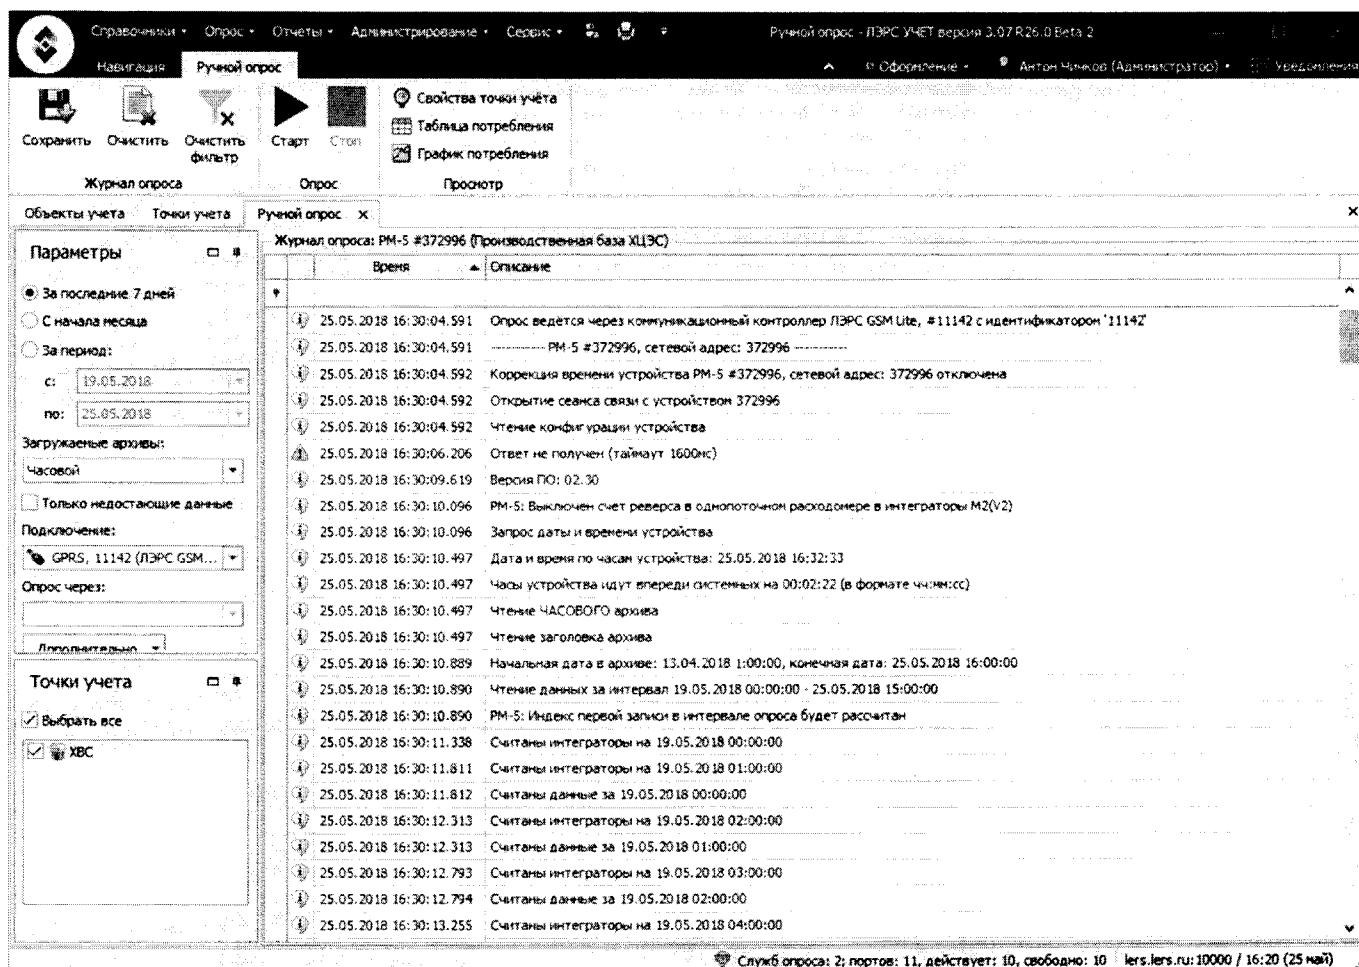 Справочники Опрос Отчеты Администрирование Сервис Ручной опрос - ЛЭРС УЧЕТ версия 3.07 R26.0 Beta 2
Навигация Ручной опрос Оформление Антон Чичков (Администратор) Уведомления
Сохранить Очистить Очистить фильтр
Журнал опроса
Старт Стоп
Опрос
Свойства точки учёта
Таблица потребления
График потребления
Просмотр
Объекты учета Точки учета Ручной опрос x
Параметры
За последние 7 дней
С начала месяца
За период:
с: 19.05.2018
по: 25.05.2018
Загружаемые архивы:
Часовой
Только недостающие данные
Подключение:
GPRS, 11142 (ЛЭРС GSM...
Опрос через:
Дополнительно
Точки учета
Выбрать все
ХВС
Журнал опроса: РМ-5 #372996 (Производственная база ХЦЭС)
Время Описание
25.05.2018 16:30:04.591 Опрос ведётся через коммуникационный контроллер ЛЭРС GSM Lite, #11142 с идентификатором '11142'
25.05.2018 16:30:04.591 ------------ РМ-5 #372996, сетевой адрес: 372996 ------------
25.05.2018 16:30:04.592 Коррекция времени устройства РМ-5 #372996, сетевой адрес: 372996 отключена
25.05.2018 16:30:04.592 Открытие сеанса связи с устройством 372996
25.05.2018 16:30:04.592 Чтение конфигурации устройства
25.05.2018 16:30:06.206 Ответ не получен (таймаут 1600мс)
25.05.2018 16:30:09.619 Версия ПО: 02.30
25.05.2018 16:30:10.096 РМ-5: Выключен счет реверса в однопоточном расходомере в интеграторы М2(V2)
25.05.2018 16:30:10.096 Запрос даты и времени устройства
25.05.2018 16:30:10.497 Дата и время по часам устройства: 25.05.2018 16:32:33
25.05.2018 16:30:10.497 Часы устройства идут впереди системных на 00:02:22 (в формате чч:мм:сс)
25.05.2018 16:30:10.497 Чтение ЧАСОВОГО архива
25.05.2018 16:30:10.497 Чтение заголовка архива
25.05.2018 16:30:10.889 Начальная дата в архиве: 13.04.2018 1:00:00, конечная дата: 25.05.2018 16:00:00
25.05.2018 16:30:10.890 Чтение данных за интервал 19.05.2018 00:00:00 - 25.05.2018 15:00:00
25.05.2018 16:30:10.890 РМ-5: Индекс первой записи в интервале опроса будет рассчитан
25.05.2018 16:30:11.338 Считаны интеграторы на 19.05.2018 00:00:00
25.05.2018 16:30:11.811 Считаны интеграторы на 19.05.2018 01:00:00
25.05.2018 16:30:11.812 Считаны данные за 19.05.2018 00:00:00
25.05.2018 16:30:12.313 Считаны интеграторы на 19.05.2018 02:00:00
25.05.2018 16:30:12.313 Считаны данные за 19.05.2018 01:00:00
25.05.2018 16:30:12.793 Считаны интеграторы на 19.05.2018 03:00:00
25.05.2018 16:30:12.794 Считаны данные за 19.05.2018 02:00:00
25.05.2018 16:30:13.255 Считаны интеграторы на 19.05.2018 04:00:00
Служб опроса: 2; портов: 11, действует: 10, свободно: 10 lers.lers.ru:10000 / 16:20 (25 май)